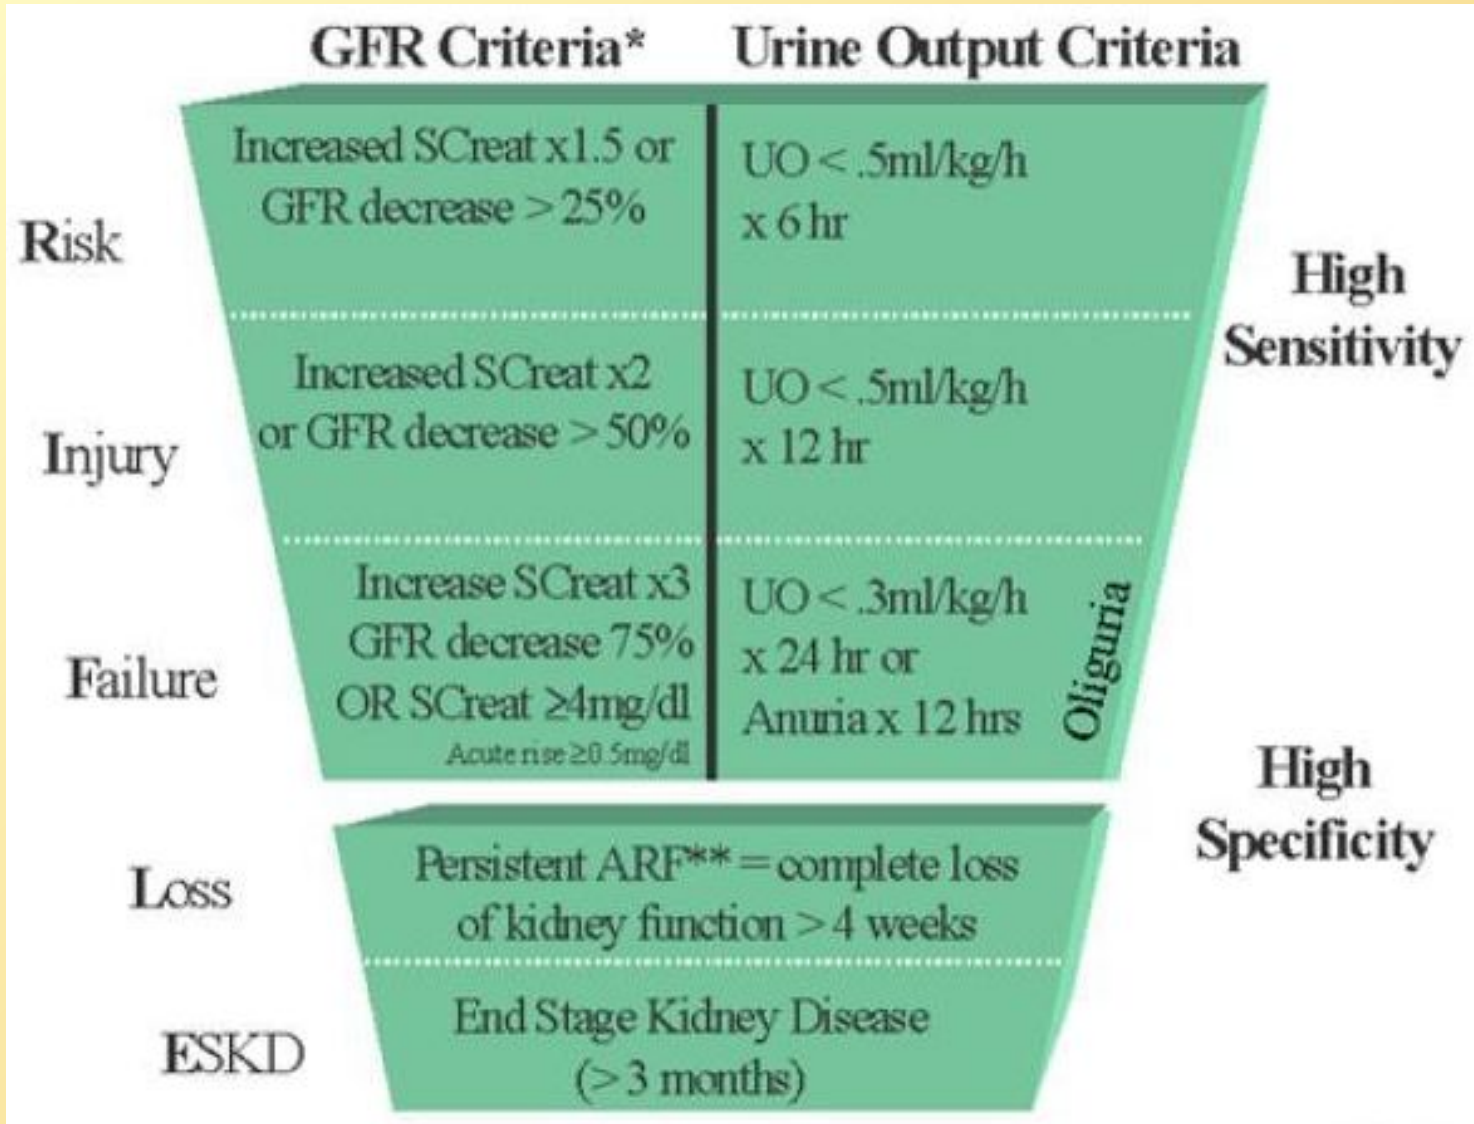 GFR Criteria*
Urine Output Criteria
Risk
Increased SCreat x1.5 or
GFR decrease > 25%
UO < .5ml/kg/h
x 6 hr
High
Sensitivity
Injury
Increased SCreat x2
or GFR decrease > 50%
UO < .5ml/kg/h
x 12 hr
Failure
Increase SCreat x3
GFR decrease 75%
OR SCreat ≥4mg/dl
Acute rise ≥0.5mg/dl
UO < .3ml/kg/h
x 24 hr or
Anuria x 12 hrs
Oliguria
High
Specificity
Loss
Persistent ARF** = complete loss
of kidney function > 4 weeks
ESKD
End Stage Kidney Disease
(> 3 months)